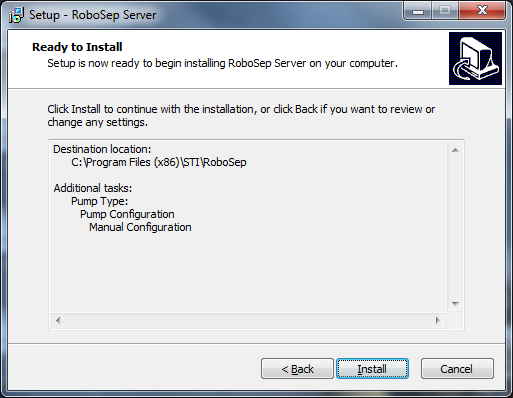 Setup - RoboSep Server
Ready to Install
Setup is now ready to begin installing RoboSep Server on your computer.
Click Install to continue with the installation, or click Back if you want to review or
change any settings.
Destination location:
C:\Program Files (x86)\STI\RoboSep
Additional tasks:
Pump Type:
Pump Configuration
Manual Configuration
< Back
Install
Cancel